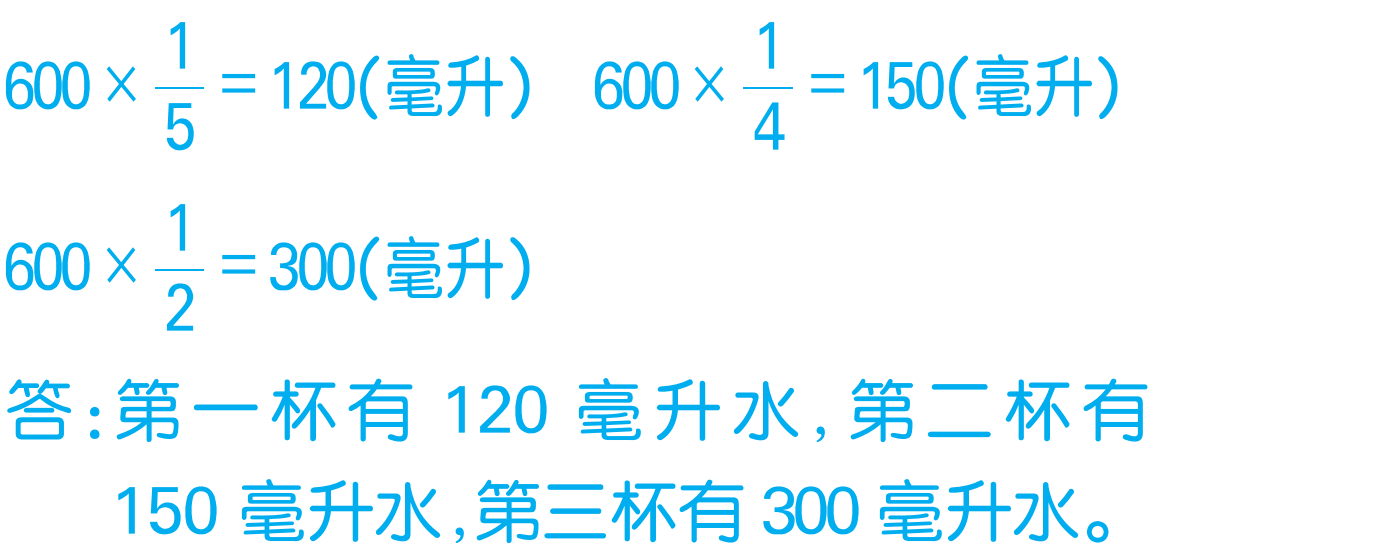 600 × 1/5 = 120(毫升) 600 × 1/4 = 150(毫升)
600 × 1/2 = 300(毫升)
答:第一杯有 120 毫升水,第二杯有
150 毫升水,第三杯有 300 毫升水。